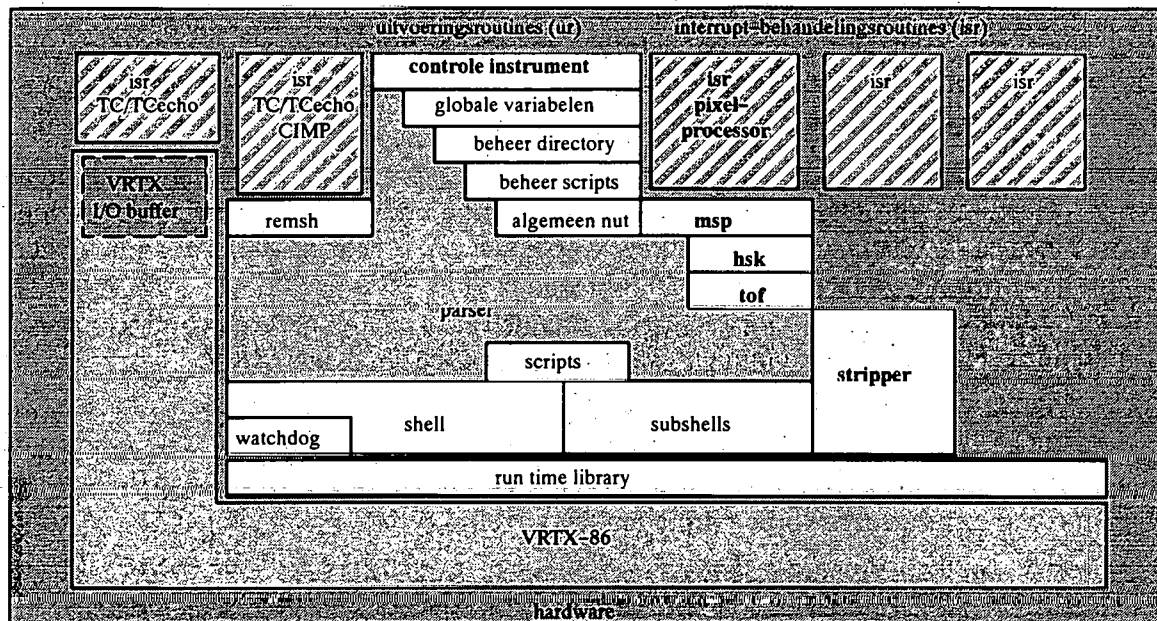 uitvoeringsroutines (ur)
interrupt-behandelingsroutines (isr)
isr
TC/TCecho
isr
TC/TCecho
CIMP
controle instrument
globale variabelen
beheer directory
beheer scripts
algemeen nut
isr
pixel-
processor
isr
isr
VRTX
I/O buffer
remsh
msp
hsk
tof
parser
scripts
stripper
shell
subshells
watchdog
run time library
VRTX-86
hardware